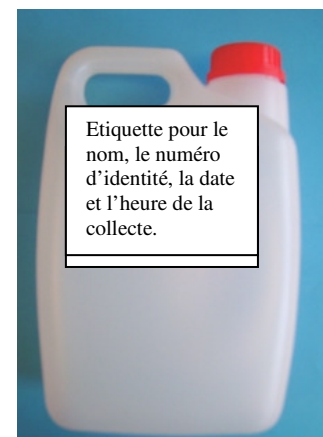 Etiquette pour le
nom, le numéro
d'identité, la date
et l'heure de la
collecte.